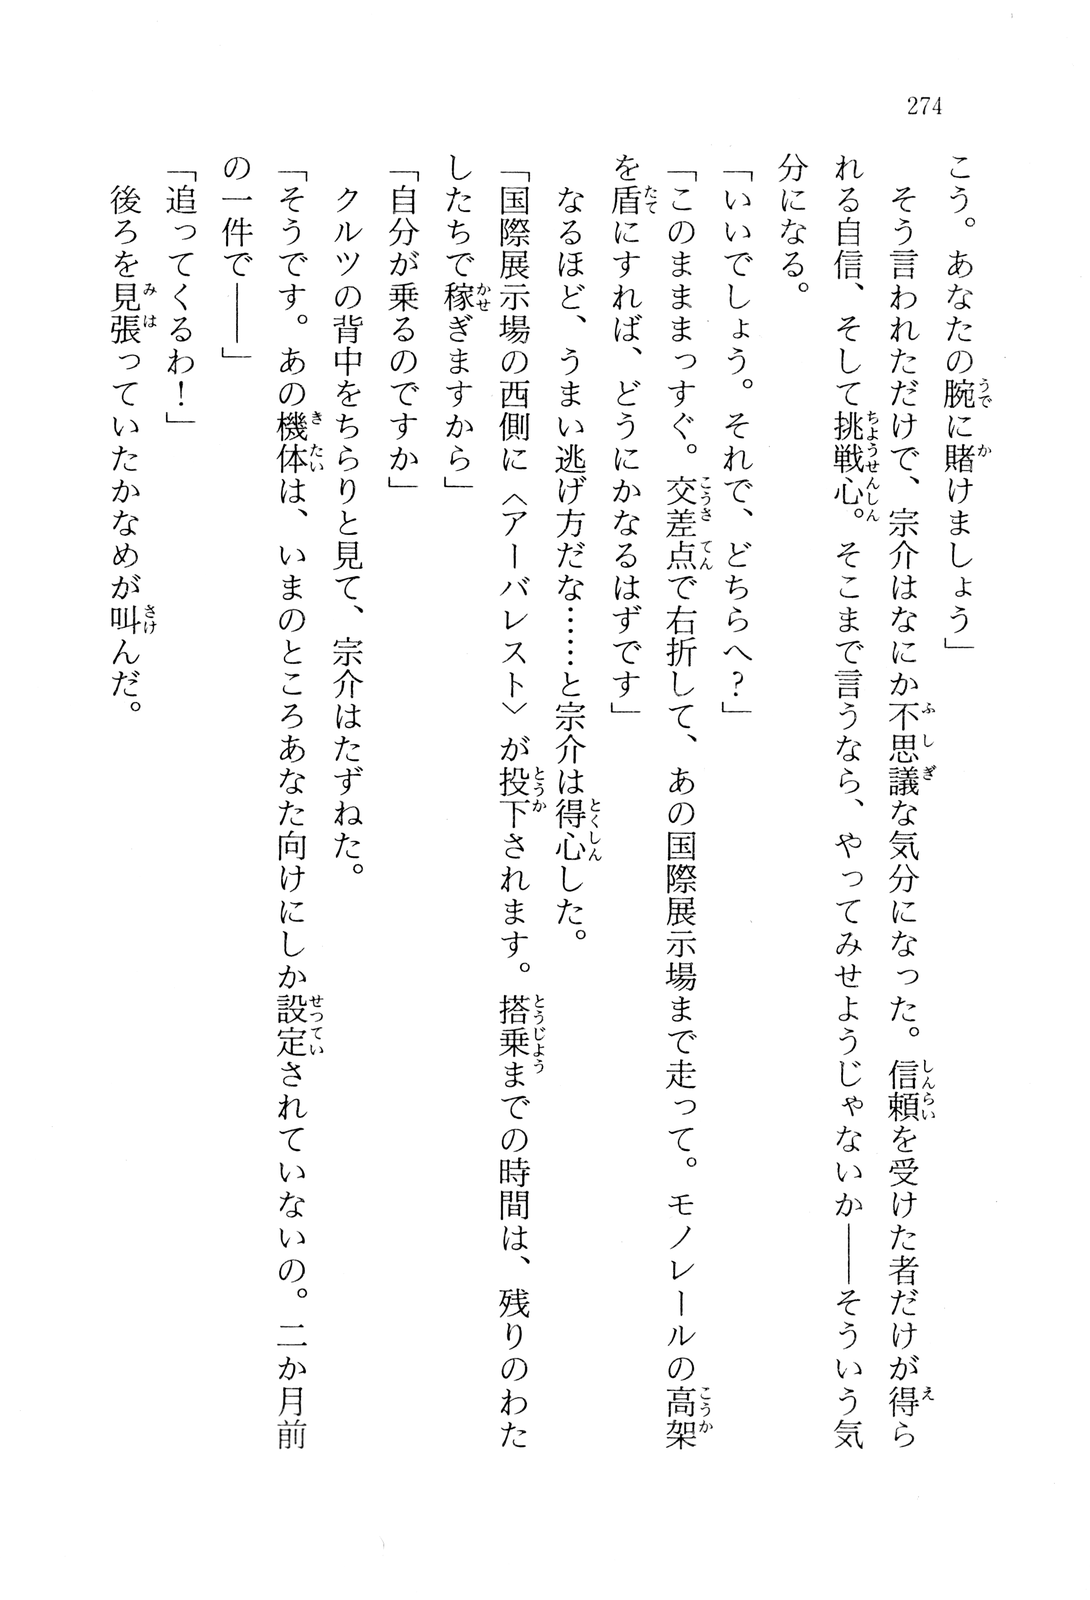 274
こう。あなたの腕に賭けましょう」
　そう言われただけで、宗介はなにか不思議な気分になった。信頼を受けた者だけが得ら
れる自信、そして挑戦心。そこまで言うなら、やってみせようじゃないか――そういう気
分になる。
「いいでしょう。それで、どちらへ？」
「このまままっすぐ。交差点で右折して、あの国際展示場まで走って。モノレールの高架
を盾にすれば、どうにかなるはずです」
　なるほど、うまい逃げ方だな……と宗介は得心した。
「国際展示場の西側に〈アーバレスト〉が投下されます。搭乗までの時間は、残りのわた
したちで稼ぎますから」
「自分が乗るのですか」
　クルツの背中をちらりと見て、宗介はたずねた。
「そうです。あの機体は、いまのところあなた向けにしか設定されていないの。二か月前
の一件で――」
「追ってくるわ！」
　後ろを見張っていたかなめが叫んだ。